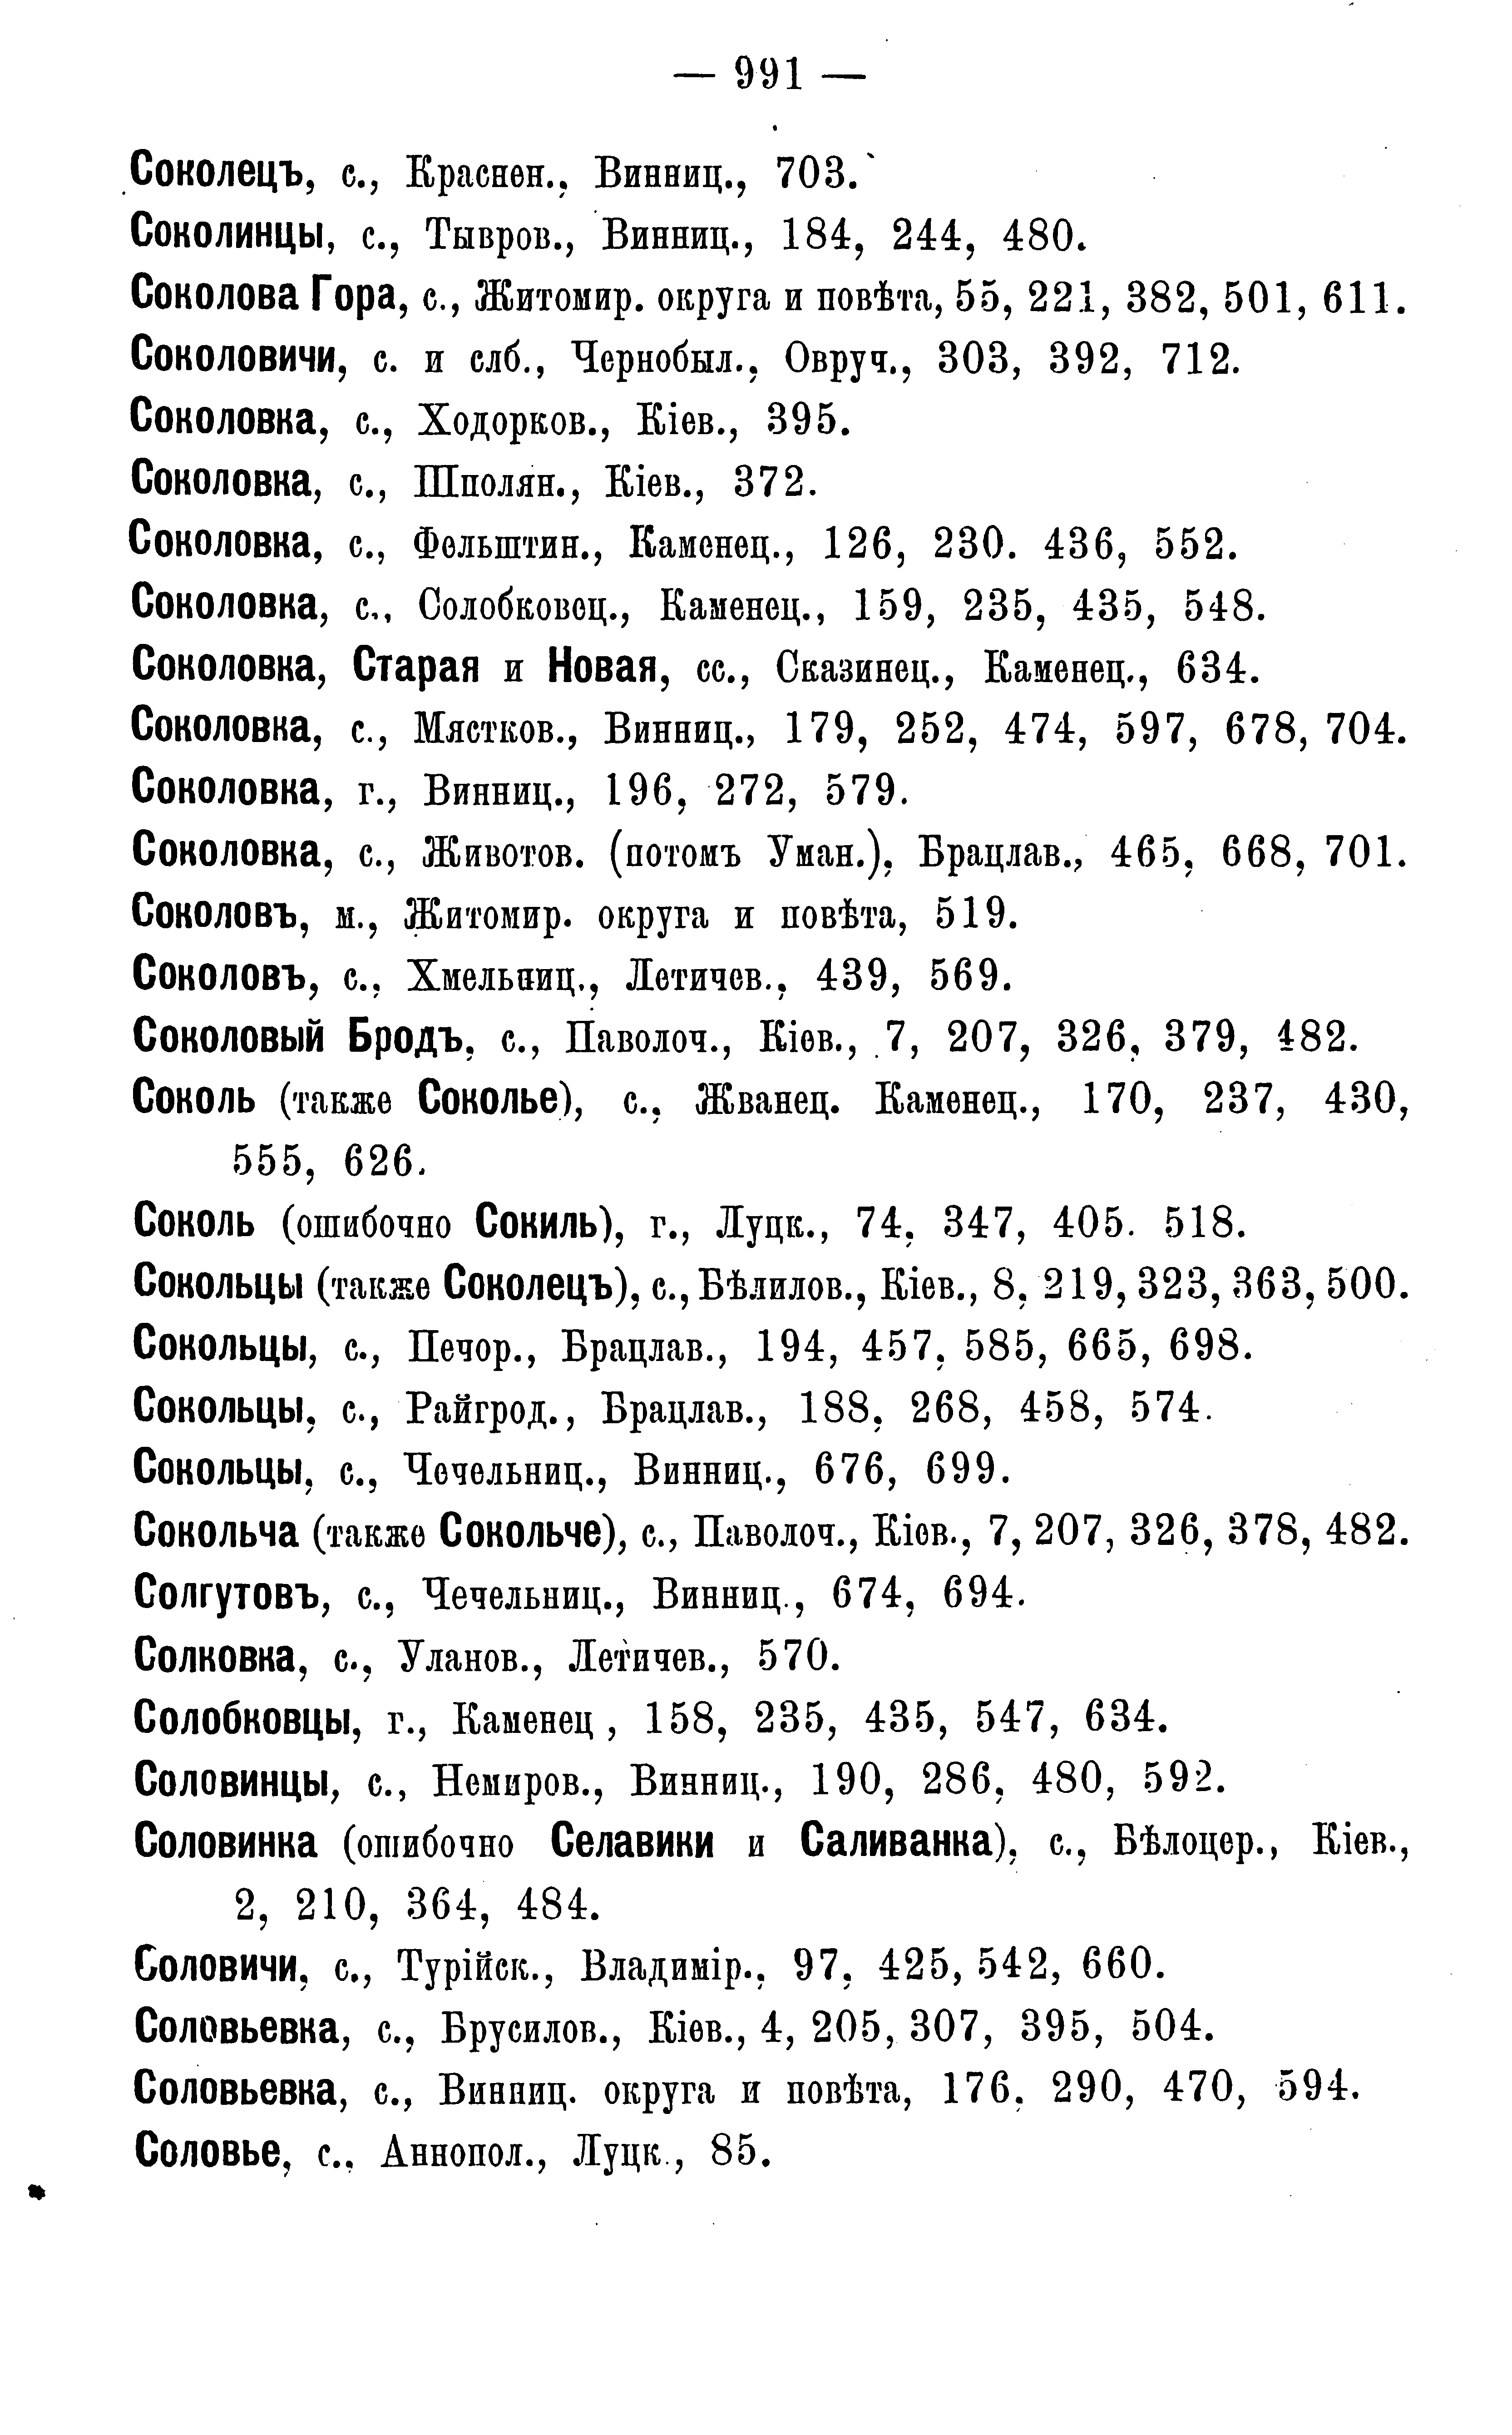 — 991 —
Соколецъ, с., Краснен., Винниц., 703.
Соколинцы, с., Тывров., Винниц., 184, 244, 480.
Соколова Гора, с., Житомир. округа и повѣта, 55, 221, 382, 501, 611.
Соколовичи, с. и слб., Чернобыл., Овруч., 303, 392, 712.
Соколовка, с., Ходорков., Кіев., 395.
Соколовка, с., Шполян., Кіев., 372.
Соколовка, с., Фельштин., Каменец., 126, 230. 436, 552.
Соколовка, с., Солобковец., Каменец., 159, 235, 435, 548.
Соколовка, Старая и Новая, сс., Сказинец., Каменец., 634.
Соколовка, с., Мястков., Винниц., 179, 252, 474, 597, 678, 704.
Соколовка, г., Винниц., 196, 272, 579.
Соколовка, с., Животов. (потомъ Уман.), Брацлав., 465, 668, 701.
Соколовъ, м., Житомир. округа и повѣта, 519.
Соколовъ, с., Хмельниц., Летичев., 439, 569.
Соколовый Бродъ, с., Паволоч., Кіев., 7, 207, 326, 379, 482.
Соколь (также Соколье), с., Жванец. Каменец., 170, 237, 430,
555, 626.
Соколь (ошибочно Сокиль), г., Луцк., 74, 347, 405. 518.
Сокольцы (также Соколецъ), с., Бѣлилов., Кіев., 8, 219, 323, 363, 500.
Сокольцы, с., Печор., Брацлав., 194, 457, 585, 665, 698.
Сокольцы, с., Райгрод., Брацлав., 188, 268, 458, 574.
Сокольцы, с., Чечельниц., Винниц., 676, 699.
Сокольча (также Сокольче), с., Паволоч., Кіев., 7, 207, 326, 378, 482.
Солгутовъ, с., Чечельниц., Винниц., 674, 694.
Солковка, с., Уланов., Летичев., 570.
Солобковцы, г., Каменец , 158, 235, 435, 547, 634.
Соловинцы, с., Немиров., Винниц., 190, 286, 480, 592.
Соловинка (ошибочно Селавики и Саливанка), с., Бѣлоцер., Кіев.,
2, 210, 364, 484.
Соловичи, с., Турійск., Владимір., 97, 425, 542, 660.
Соловьевка, с., Брусилов., Кіев., 4, 205, 307, 395, 504.
Соловьевка, с., Винниц. округа и повѣта, 176, 290, 470, 594.
Соловье, с., Аннопол., Луцк., 85.